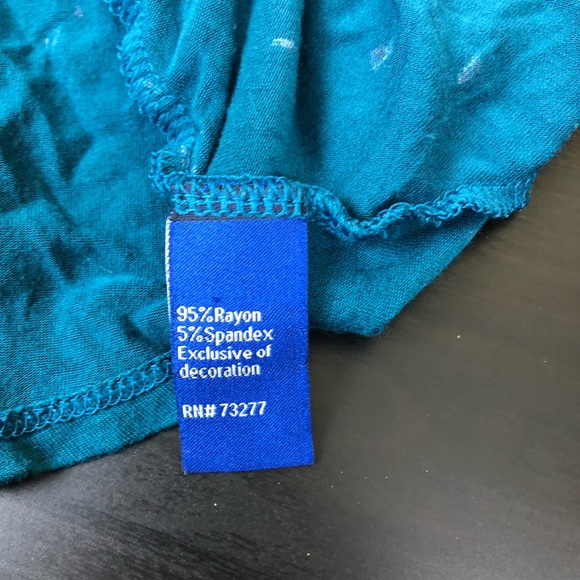 95%Rayon
5%Spandex
Exclusive of
decoration
RN# 73277